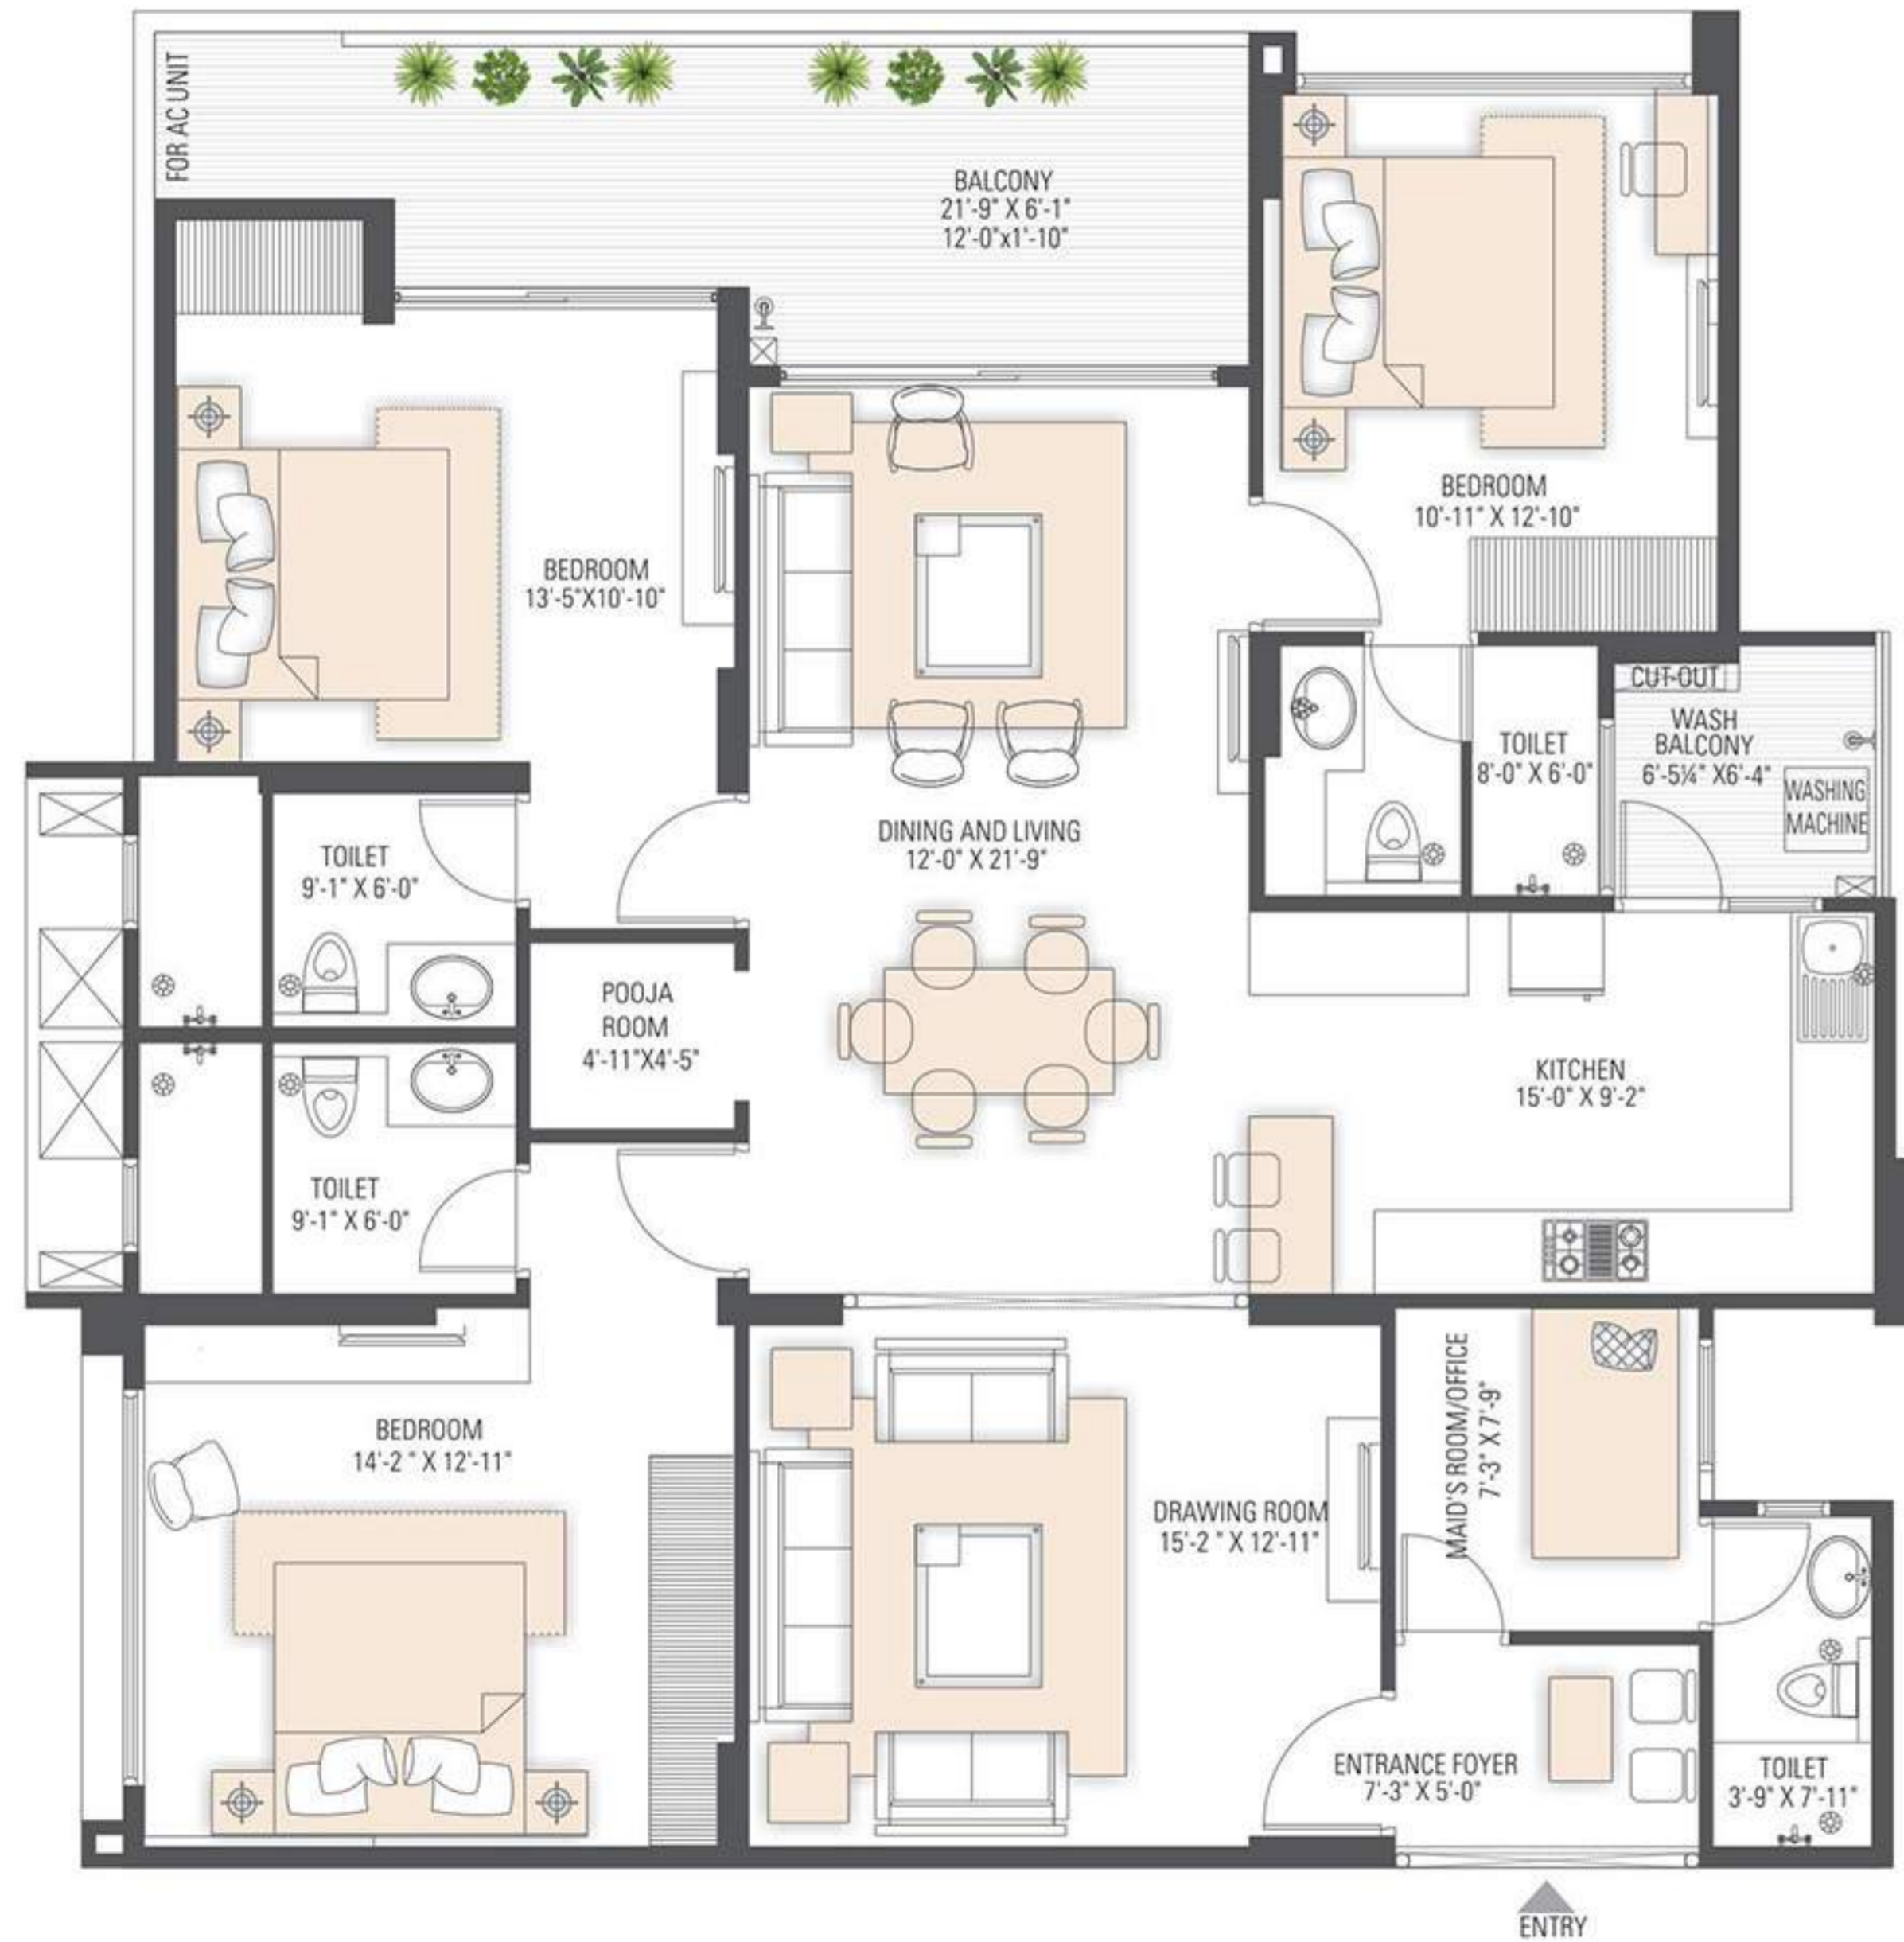 FOR AC UNIT
BALCONY
21'-9" X 6'-1"
12'-0"x1'-10"
BEDROOM
10'-11" X 12'-10"
BEDROOM
13'-5"X10'-10"
CUT-OUT
WASH
BALCONY
6'-5¼" X6'-4"
WASHING
MACHINE
TOILET
8'-0" X 6'-0"
DINING AND LIVING
12'-0" X 21'-9"
TOILET
9'-1" X 6'-0"
POOJA
ROOM
4'-11"X4'-5"
KITCHEN
15'-0" X 9'-2"
TOILET
9'-1" X 6'-0"
BEDROOM
14'-2 " X 12'-11"
DRAWING ROOM
15'-2 " X 12'-11"
MAID'S ROOM/OFFICE
7'-3" X 7'-9"
ENTRANCE FOYER
7'-3" X 5'-0"
TOILET
3'-9" X 7'-11"
ENTRY